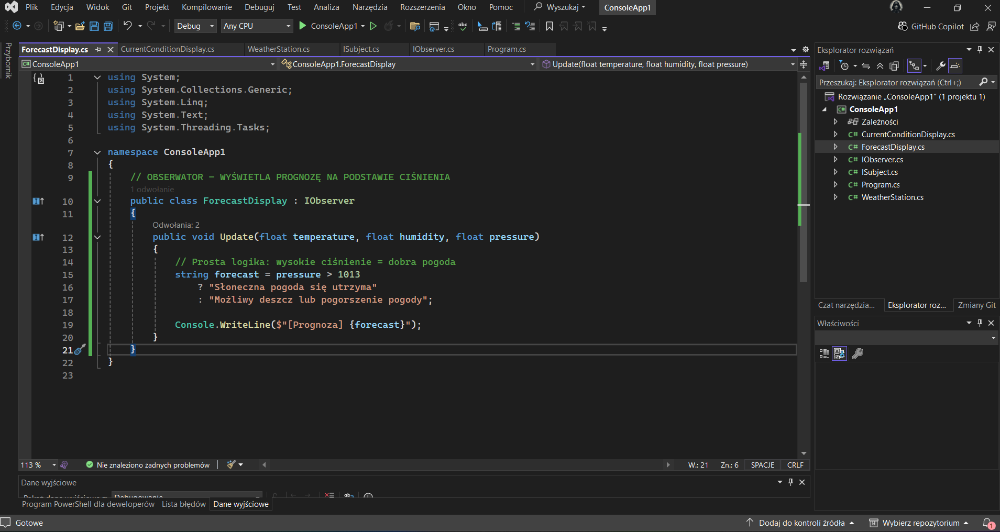 Plik Edycja Widok Git Projekt Kompilowanie Debuguj Test Analiza Narzędzia Rozszerzenia Okno Pomoc Wyszukaj ConsoleApp1
Debug Any CPU ConsoleApp1 abc GitHub Copilot
Przybornik
ForecastDisplay.cs CurrentConditionDisplay.cs WeatherStation.cs ISubject.cs IObserver.cs Program.cs
C# ConsoleApp1 ConsoleApp1.ForecastDisplay Update(float temperature, float humidity, float pressure)
1 using System;
2 using System.Collections.Generic;
3 using System.Linq;
4 using System.Text;
5 using System.Threading.Tasks;
6
7 namespace ConsoleApp1
8 {
9 // OBSERWATOR – WYŚWIETLA PROGNOZĘ NA PODSTAWIE CIŚNIENIA
1 odwołanie
10 public class ForecastDisplay : IObserver
11 {
Odwołania: 2
12 public void Update(float temperature, float humidity, float pressure)
13 {
14 // Prosta logika: wysokie ciśnienie = dobra pogoda
15 string forecast = pressure > 1013
16 ? "Słoneczna pogoda się utrzyma"
17 : "Możliwy deszcz lub pogorszenie pogody";
18
19 Console.WriteLine($"[Prognoza] {forecast}");
20 }
21 }
22 }
23
113 % Nie znaleziono żadnych problemów W.: 21 Zn.: 6 SPACJE CRLF
Dane wyjściowe
Debugowanie
Program PowerShell dla deweloperów Lista błędów Dane wyjściowe
Eksplorator rozwiązań
Przeszukaj: Eksplorator rozwiązań (Ctrl+;)
Rozwiązanie „ConsoleApp1” (1 projektu 1)
C# ConsoleApp1
Zależności
C# CurrentConditionDisplay.cs
C# ForecastDisplay.cs
C# IObserver.cs
C# ISubject.cs
C# Program.cs
C# WeatherStation.cs
Czat narzędzia... Eksplorator roz... Zmiany Git
Właściwości
Gotowe Dodaj do kontroli źródła Wybierz repozytorium 1